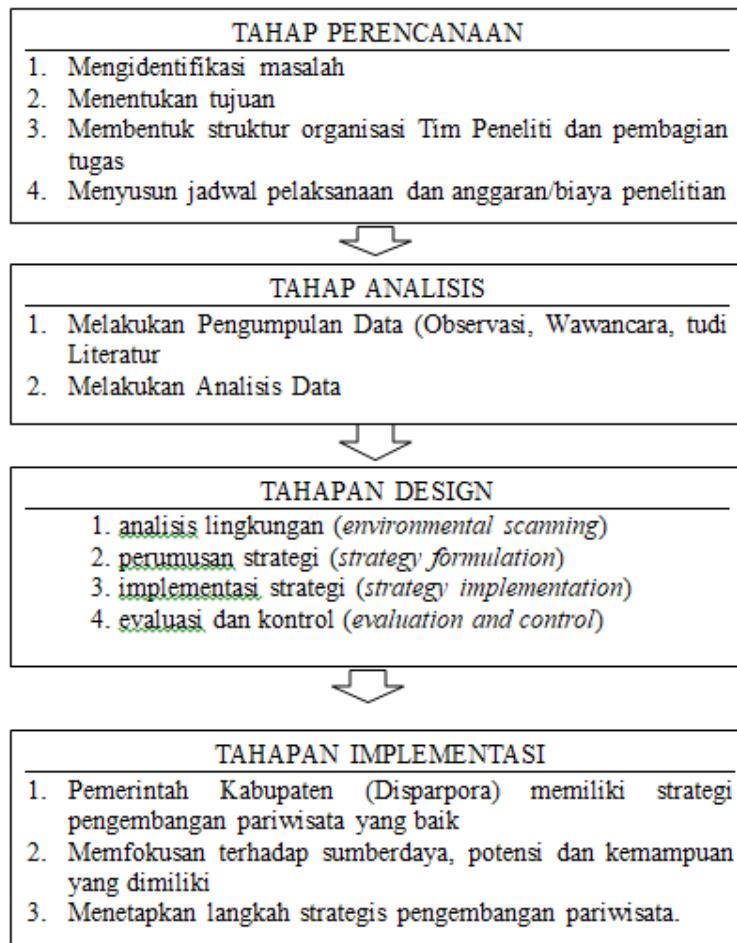 TAHAP PERENCANAAN
1. Mengidentifikasi masalah
2. Menentukan tujuan
3. Membentuk struktur organisasi Tim Peneliti dan pembagian
tugas
4. Menyusun jadwal pelaksanaan dan anggaran/biaya penelitian
TAHAP ANALISIS
1. Melakukan Pengumpulan Data (Observasi, Wawancara, tudi
Literatur
2. Melakukan Analisis Data
TAHAPAN DESIGN
1. analisis lingkungan (environmental scanning)
2. perumusan strategi (strategy formulation)
3. implementasi strategi (strategy implementation)
4. evaluasi dan kontrol (evaluation and control)
TAHAPAN IMPLEMENTASI
1. Pemerintah Kabupaten (Disparpora) memiliki strategi
pengembangan pariwisata yang baik
2. Memfokusan terhadap sumberdaya, potensi dan kemampuan
yang dimiliki
3. Menetapkan langkah strategis pengembangan pariwisata.